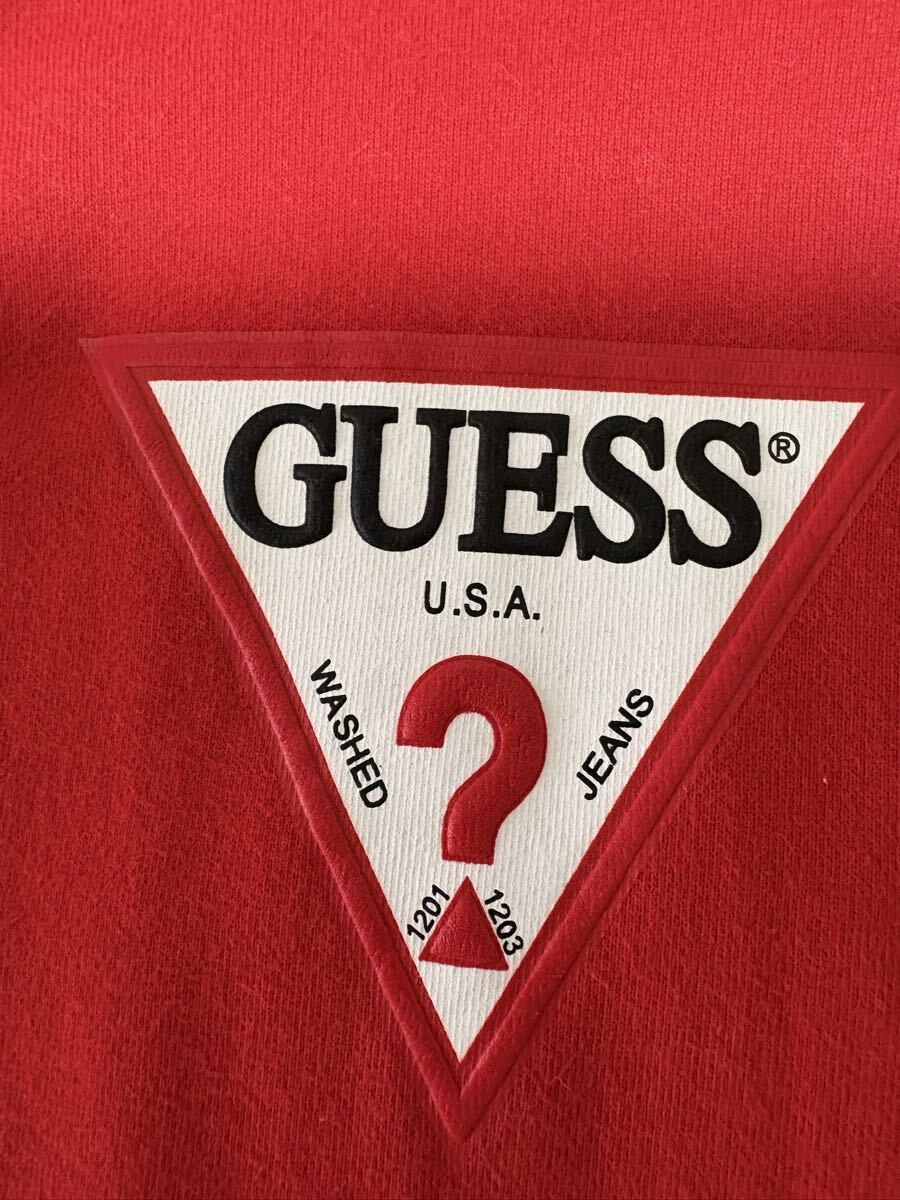 GUESS®
U.S.A.
WASHED
?
JEANS
1201
1203